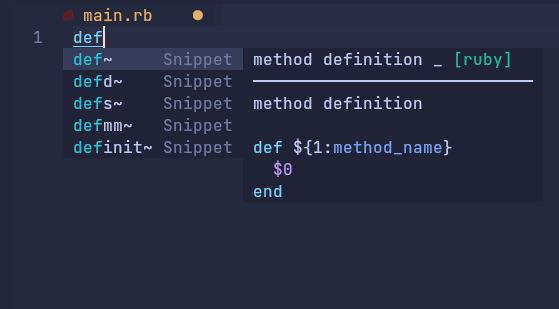 main.rb
1 def
def~ Snippet
defd~ Snippet
defs~ Snippet
defmm~ Snippet
definit~ Snippet
method definition _ [ruby]
method definition
def ${1:method_name}
  $0
end